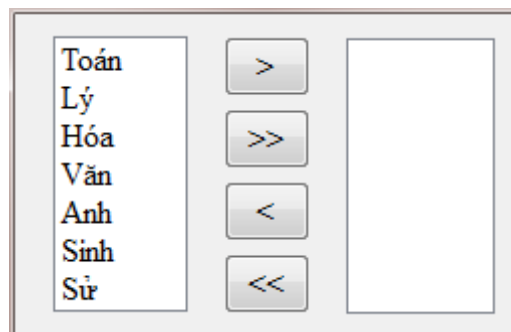 Toán
Lý
Hóa
Văn
Anh
Sinh
Sử
>
>>
<
<<